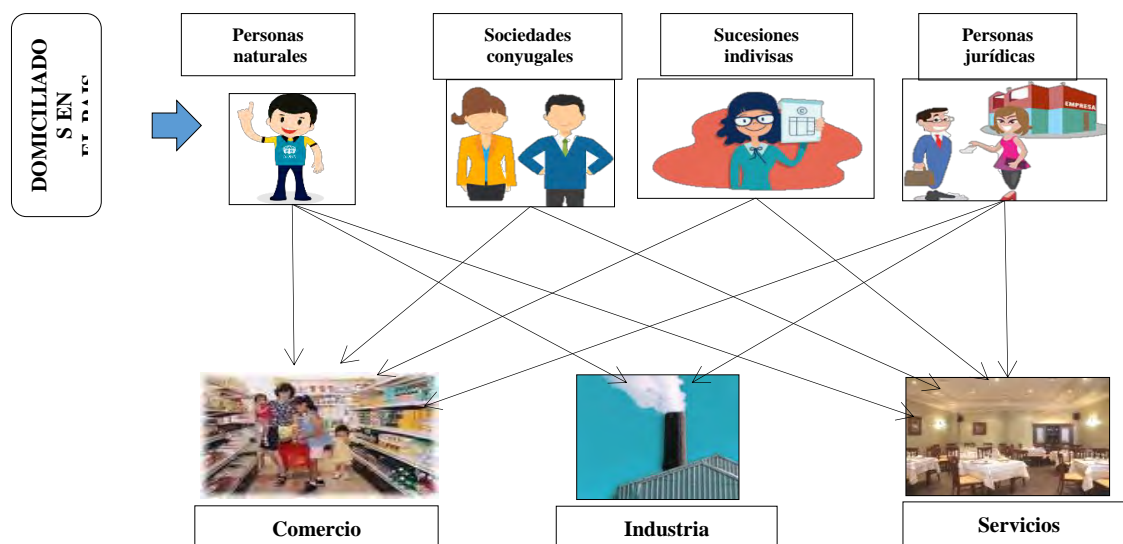 DOMICILIADO
S EN
Personas
naturales
Sociedades
conyugales
Sucesiones
indivisas
Personas
jurídicas
EMPRESA
Comercio
Industria
Servicios